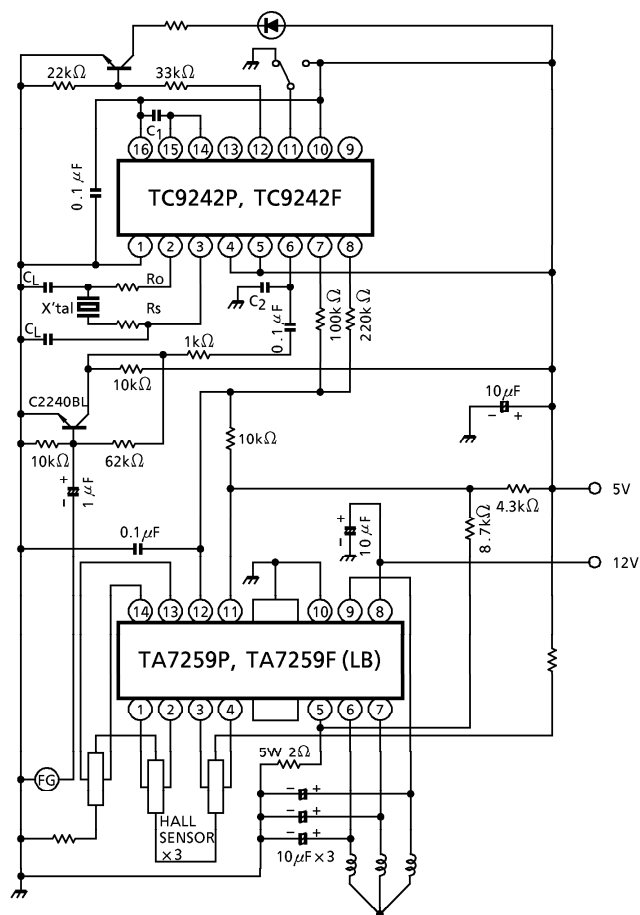 22kΩ
33kΩ
C1
16 15 14 13 12 11 10 9
0.1μF
TC9242P, TC9242F
1 2 3 4 5 6 7 8
CL
Ro
X'tal
Rs
CL
C2
0.1μF
100kΩ
220kΩ
1kΩ
10kΩ
C2240BL
10μF
- +
10kΩ
62kΩ
10kΩ
+
-
1μF
5V
4.3kΩ
8.7kΩ
0.1μF
+
-
10μF
12V
14 13 12 11 10 9 8
TA7259P, TA7259F (LB)
1 2 3 4 5 6 7
5W 2Ω
FG
- +
- +
- +
HALL
SENSOR
×3
10μF×3